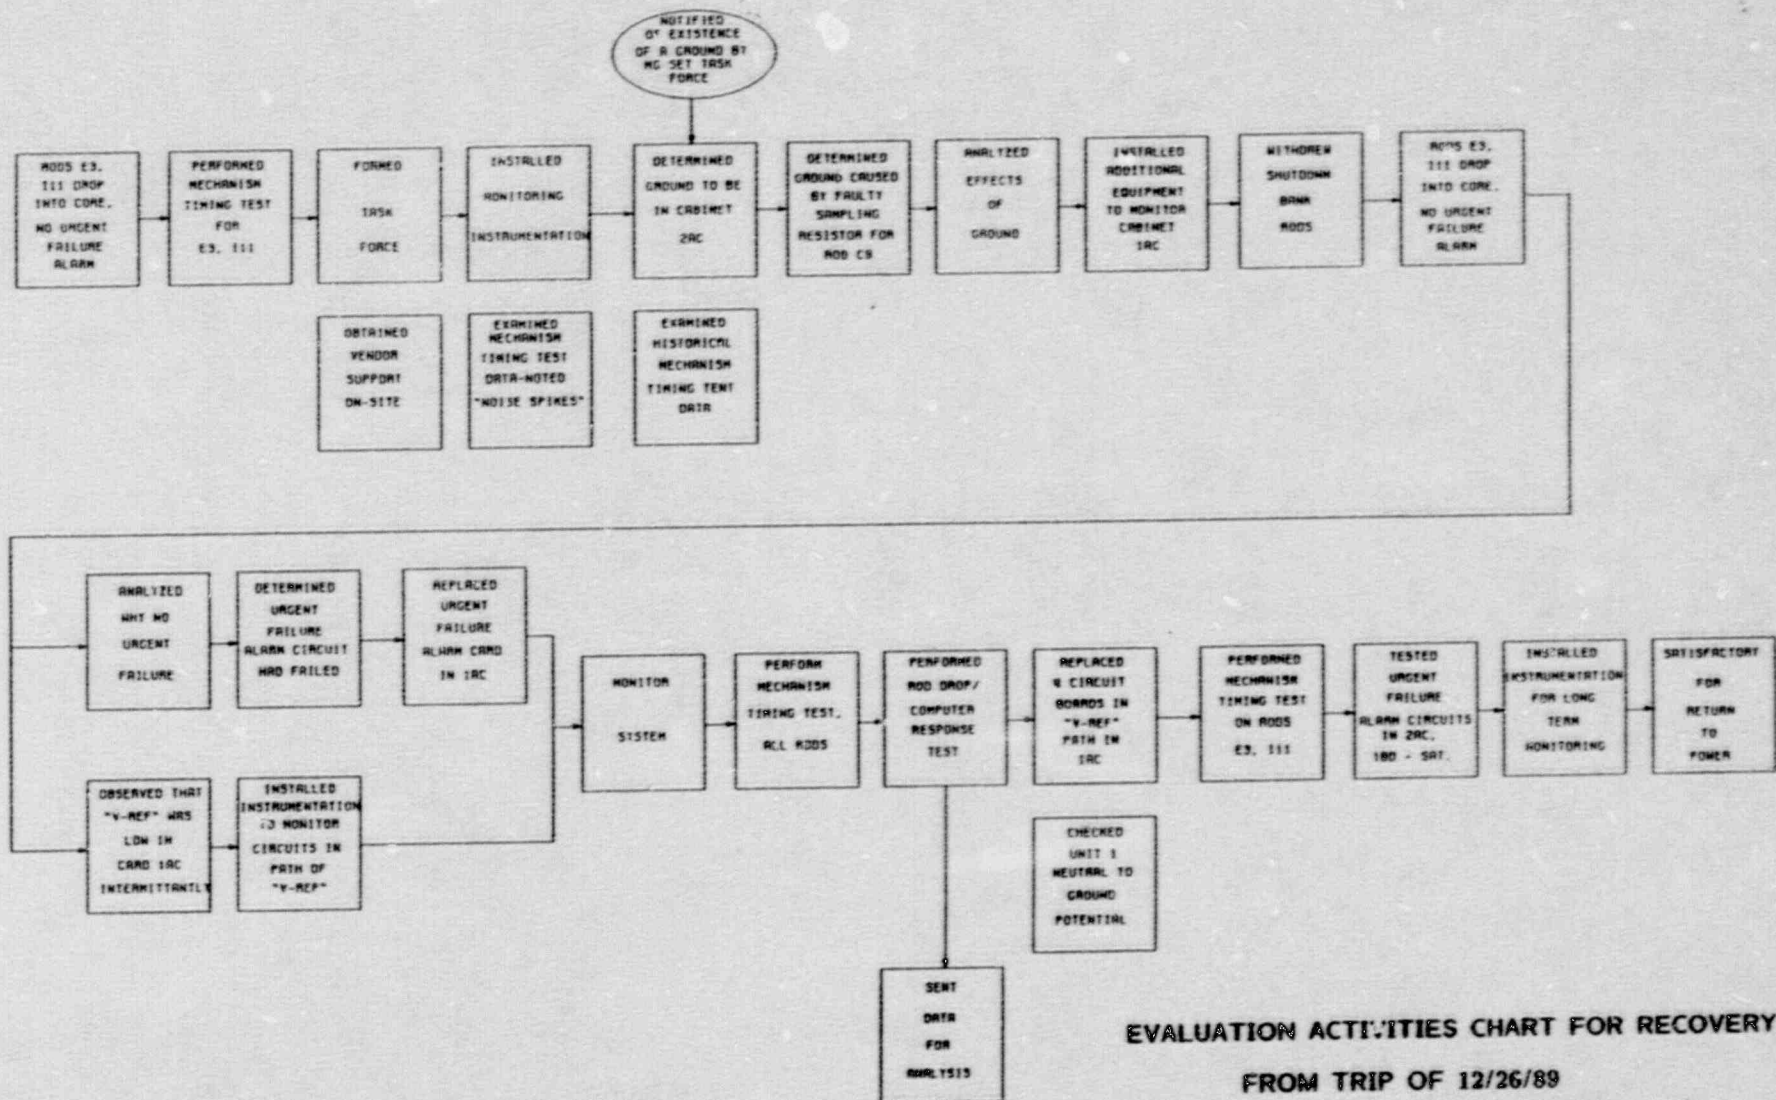 NOTIFIED
OF EXISTENCE
OF A GROUND BY
MG SET TASK
FORCE
RODS E3,
I11 DROP
INTO CORE,
NO URGENT
FAILURE
ALARM
PERFORMED
MECHANISM
TIMING TEST
FOR
E3, I11
FORMED
TASK
FORCE
INSTALLED
MONITORING
INSTRUMENTATION
DETERMINED
GROUND TO BE
IN CABINET
2AC
DETERMINED
GROUND CAUSED
BY FAULTY
SAMPLING
RESISTOR FOR
ROD C9
ANALYZED
EFFECTS
OF
GROUND
INSTALLED
ADDITIONAL
EQUIPMENT
TO MONITOR
CABINET
1AC
WITHDREW
SHUTDOWN
BANK
RODS
RODS E3,
I11 DROP
INTO CORE,
NO URGENT
FAILURE
ALARM
OBTAINED
VENDOR
SUPPORT
ON-SITE
EXAMINED
MECHANISM
TIMING TEST
DATA-NOTED
"NOISE SPIKES"
EXAMINED
HISTORICAL
MECHANISM
TIMING TENT
DATA
ANALYZED
WHY NO
URGENT
FAILURE
DETERMINED
URGENT
FAILURE
ALARM CIRCUIT
HAD FAILED
REPLACED
URGENT
FAILURE
ALARM CARD
IN 1AC
OBSERVED THAT
"V-REF" WAS
LOW IN
CARD 1AC
INTERMITTANTLY
INSTALLED
INSTRUMENTATION
TO MONITOR
CIRCUITS IN
PATH OF
"V-REF"
MONITOR
SYSTEM
PERFORM
MECHANISM
TIMING TEST,
ALL RODS
PERFORMED
ROD DROP/
COMPUTER
RESPONSE
TEST
REPLACED
CIRCUIT
BOARDS IN
"V-REF"
PATH IN
1AC
PERFORMED
MECHANISM
TIMING TEST
ON RODS
E3, I11
TESTED
URGENT
FAILURE
ALARM CIRCUITS
IN 2AC,
1BD - SAT.
INSTALLED
INSTRUMENTATION
FOR LONG
TERM
MONITORING
SATISFACTORY
FOR
RETURN
TO
POWER
CHECKED
UNIT 1
NEUTRAL TO
GROUND
POTENTIAL
SENT
DATA
FOR
ANALYSIS
EVALUATION ACTIVITIES CHART FOR RECOVERY
FROM TRIP OF 12/26/89